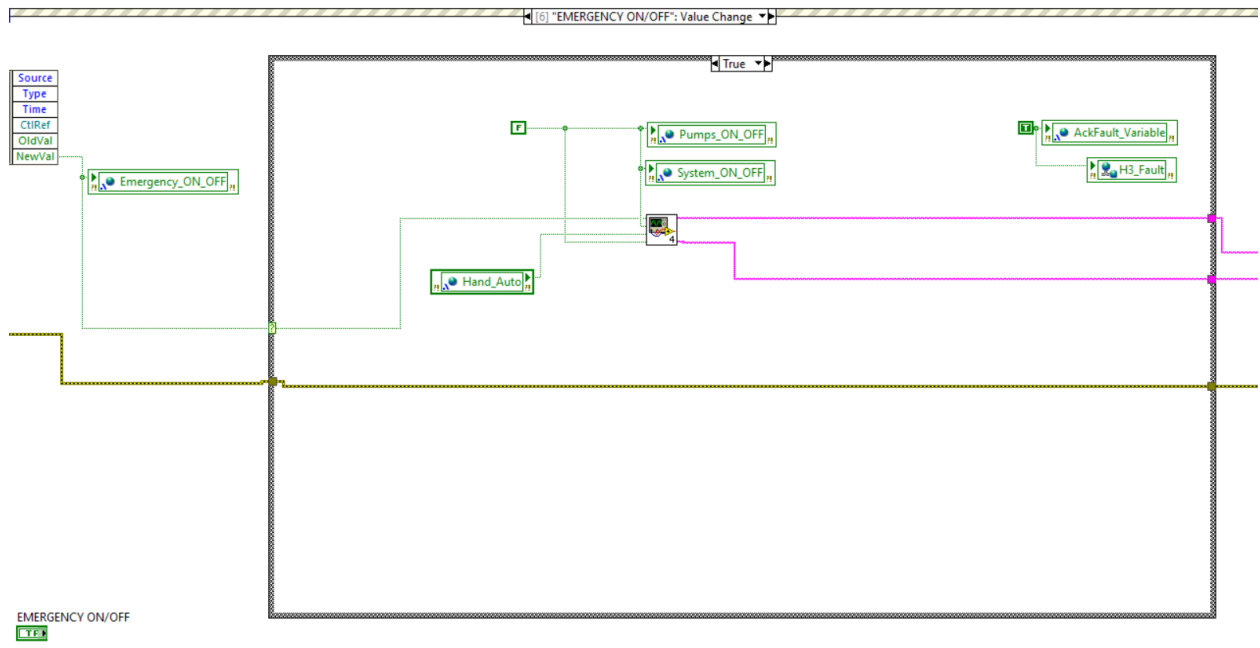 [6] "EMERGENCY ON/OFF": Value Change
True
Source
Type
Time
CtlRef
OldVal
NewVal
Emergency_ON_OFF
F
Pumps_ON_OFF
System_ON_OFF
T
AckFault_Variable
H3_Fault
4
Hand_Auto
?
EMERGENCY ON/OFF
TF